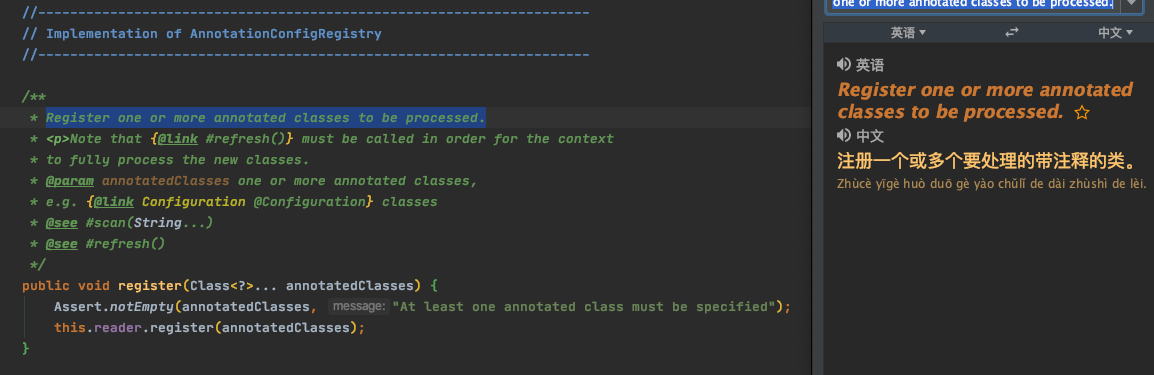 //----------------------------------------------------------------------
// Implementation of AnnotationConfigRegistry
//----------------------------------------------------------------------
/**
* Register one or more annotated classes to be processed.
* <p>Note that {@link #refresh()} must be called in order for the context
* to fully process the new classes.
* @param annotatedClasses one or more annotated classes,
* e.g. {@link Configuration @Configuration} classes
* @see #scan(String...)
* @see #refresh()
*/
public void register(Class<?>... annotatedClasses) {
Assert.notEmpty(annotatedClasses, message: "At least one annotated class must be specified");
this.reader.register(annotatedClasses);
}
one or more annotated classes to be processed.
英语 中文
英语
Register one or more annotated
classes to be processed.
中文
注册一个或多个要处理的带注释的类。
Zhùcè yīgè huò duō gè yào chǔlǐ de dài zhùshì de lèi.